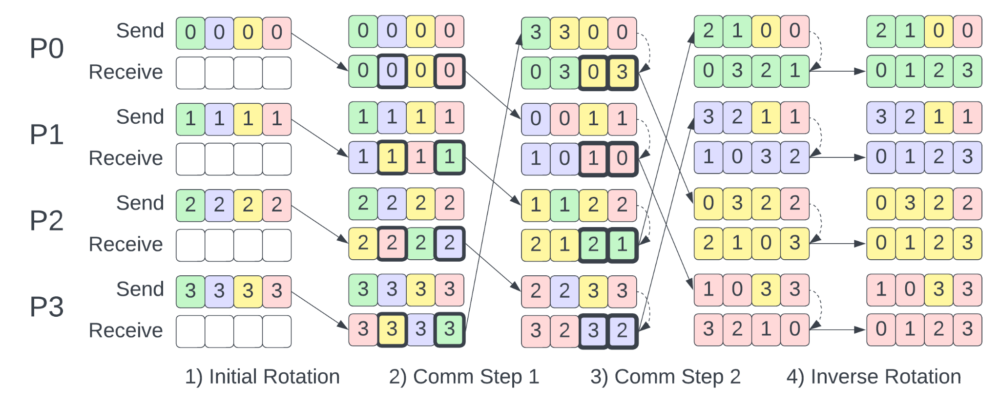 Send 0 0 0 0 0 0 0 0 3 3 0 0 2 1 0 0 2 1 0 0
P0
Receive 0 0 0 0 0 3 0 3 0 3 2 1 0 1 2 3
Send 1 1 1 1 1 1 1 1 0 0 1 1 3 2 1 1 3 2 1 1
P1
Receive 1 1 1 1 1 0 1 0 1 0 3 2 0 1 2 3
Send 2 2 2 2 2 2 2 2 1 1 2 2 0 3 2 2 0 3 2 2
P2
Receive 2 2 2 2 2 1 2 1 2 1 0 3 0 1 2 3
Send 3 3 3 3 3 3 3 3 2 2 3 3 1 0 3 3 1 0 3 3
P3
Receive 3 3 3 3 3 2 3 2 3 2 1 0 0 1 2 3
1) Initial Rotation 2) Comm Step 1 3) Comm Step 2 4) Inverse Rotation